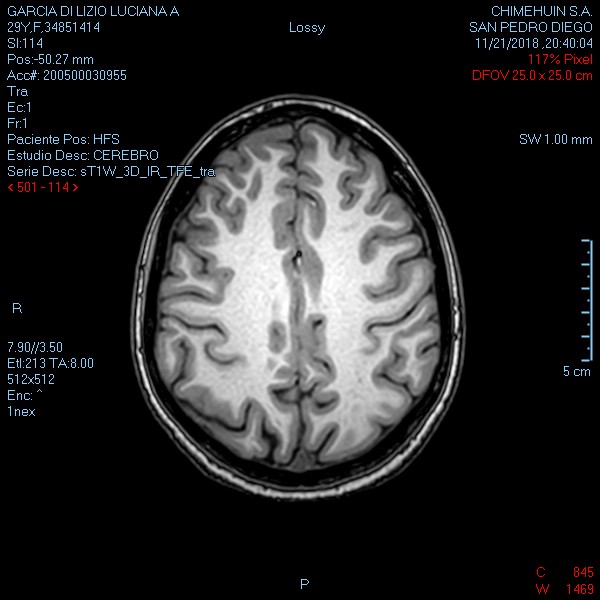 GARCIA DI LIZIO LUCIANA A
29Y,F,34851414
Sl:114
Pos:-50.27 mm
Acc#: 200500030955
Tra
Ec:1
Fr:1
Paciente Pos: HFS
Estudio Desc: CEREBRO
Serie Desc: sT1W_3D_IR_TFE_tra
< 501 - 114 >
Lossy
CHIMEHUIN S.A.
SAN PEDRO DIEGO
11/21/2018 ,20:40:04
117% Pixel
DFOV 25.0 x 25.0 cm
SW 1.00 mm
R
5 cm
7.90//3.50
Etl:213 TA:8.00
512x512
Enc: ^
1nex
P
C 845
W 1469